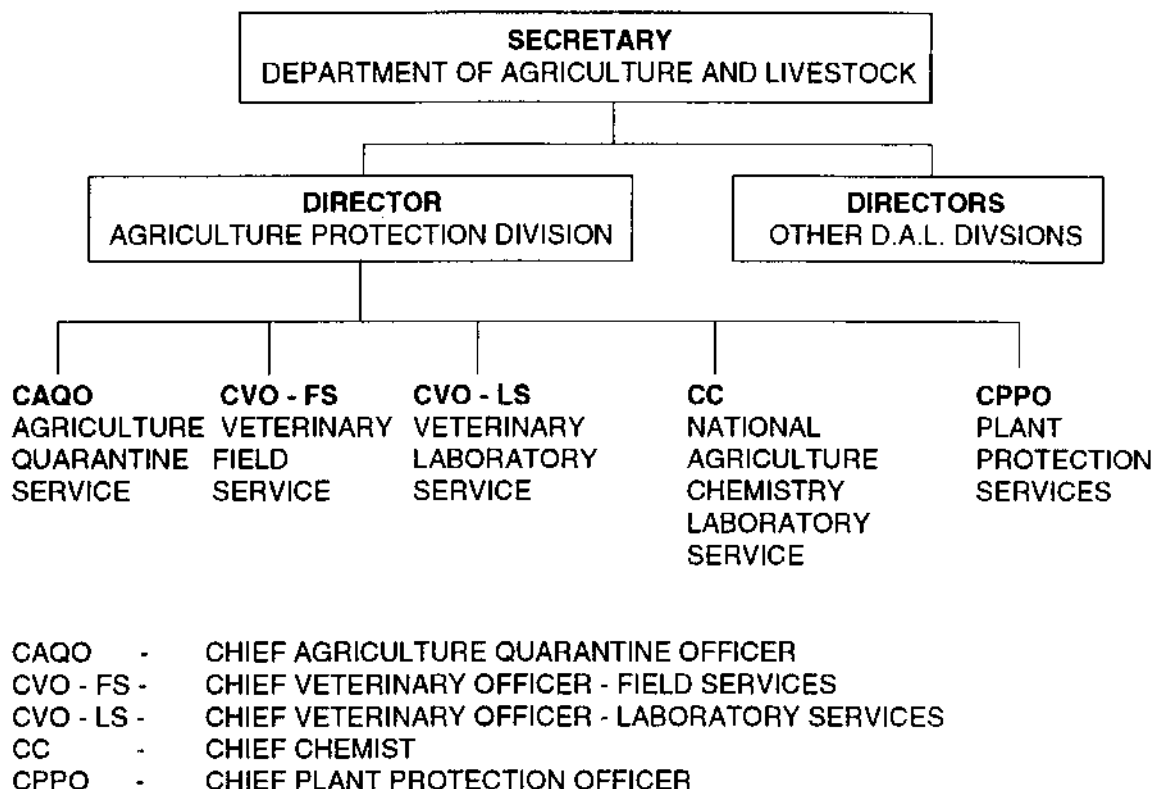 SECRETARY
DEPARTMENT OF AGRICULTURE AND LIVESTOCK
DIRECTOR
AGRICULTURE PROTECTION DIVISION
DIRECTORS
OTHER D.A.L. DIVSIONS
CAQO
AGRICULTURE
QUARANTINE
SERVICE
CVO - FS
VETERINARY
FIELD
SERVICE
CVO - LS
VETERINARY
LABORATORY
SERVICE
CC
NATIONAL
AGRICULTURE
CHEMISTRY
LABORATORY
SERVICE
CPPO
PLANT
PROTECTION
SERVICES
CAQO - CHIEF AGRICULTURE QUARANTINE OFFICER
CVO - FS - CHIEF VETERINARY OFFICER - FIELD SERVICES
CVO - LS - CHIEF VETERINARY OFFICER - LABORATORY SERVICES
CC - CHIEF CHEMIST
CPPO - CHIEF PLANT PROTECTION OFFICER